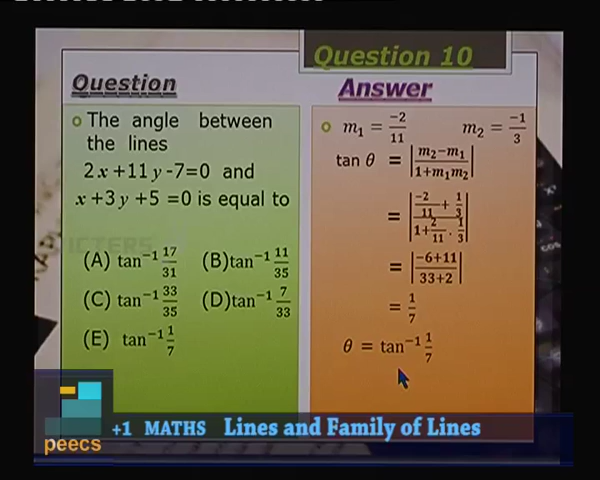 Question 10
Question
The angle between
the lines
2x+11y-7=0 and
x+3y+5=0 is equal to
(A) tan⁻¹ 17/31 (B)tan⁻¹ 11/35
(C) tan⁻¹ 33/35 (D)tan⁻¹ 7/33
(E) tan⁻¹ 1/7
Answer
m₁ = -2/11 m₂ = -1/3
tan θ = |m₂−m₁/1+m₁m₂|
= |-2/11 + 1/3 / 1+2/11 . 1/3|
= |−6+11/33+2|
= 1/7
θ = tan⁻¹ 1/7
peecs
+1 MATHS Lines and Family of Lines